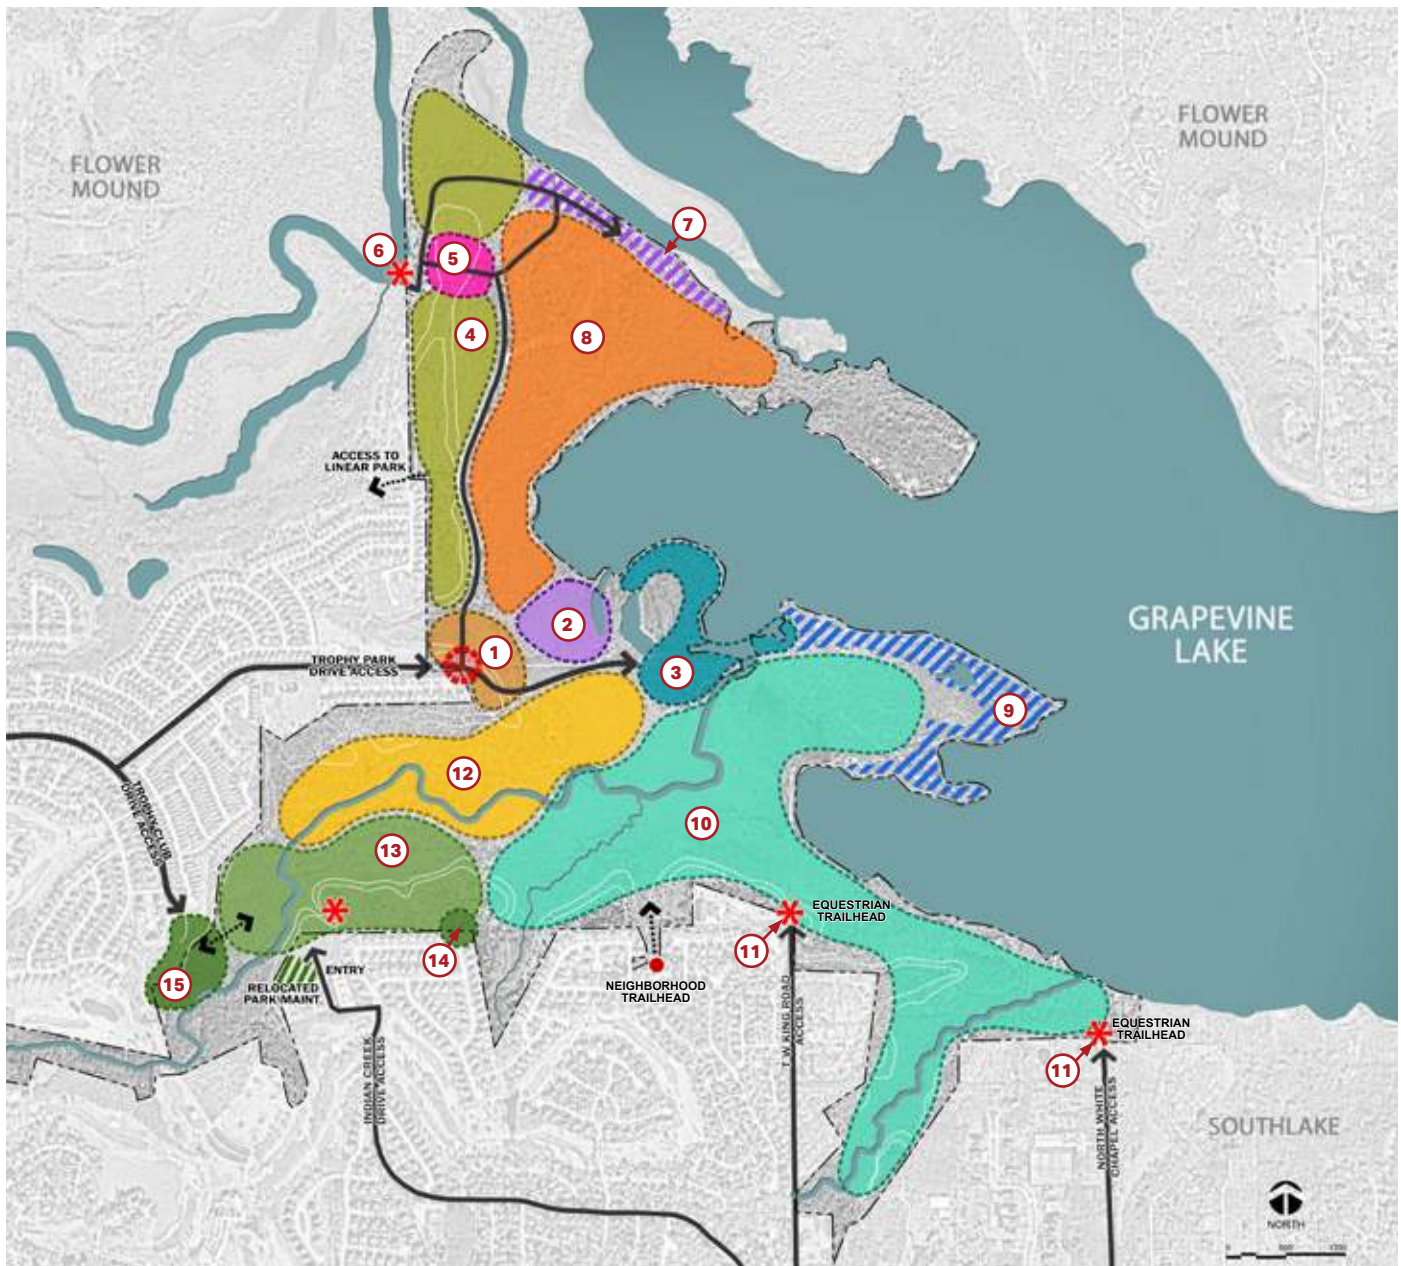 FLOWER
MOUND
FLOWER
MOUND
7
6
5
4
8
ACCESS TO
LINEAR PARK
2
1
GRAPEVINE
LAKE
TROPHY PARK
DRIVE ACCESS
3
9
12
TROPHY CLUB
DRIVE ACCESS
10
13
EQUESTRIAN
TRAILHEAD
11
14
ENTRY
15
RELOCATED
PARK MAINT.
NEIGHBORHOOD
TRAILHEAD
T.W. KING ROAD
ACCESS
EQUESTRIAN
TRAILHEAD
11
INDIAN CREEK
DRIVE ACCESS
NORTH WHITE
CHAPEL ACCESS
SOUTHLAKE
NORTH
0